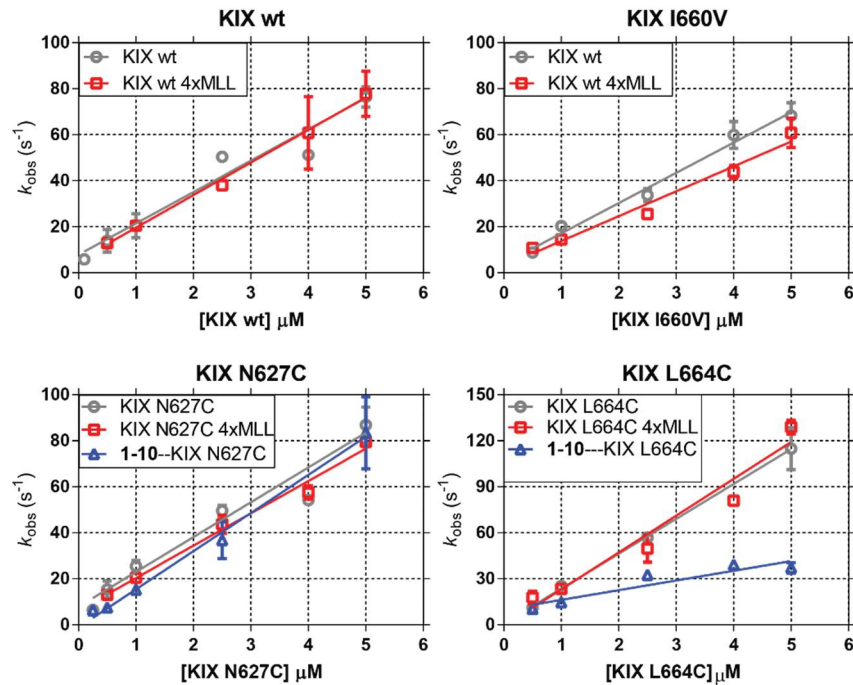 KIX wt
KIX wt
KIX wt 4xMLL
100
80
60
40
20
0
k_obs (s⁻¹)
0 1 2 3 4 5 6
[KIX wt] μM
KIX I660V
KIX wt
KIX wt 4xMLL
100
80
60
40
20
0
k_obs (s⁻¹)
0 1 2 3 4 5 6
[KIX I660V] μM
KIX N627C
KIX N627C
KIX N627C 4xMLL
1-10--KIX N627C
100
80
60
40
20
0
k_obs (s⁻¹)
0 1 2 3 4 5 6
[KIX N627C] μM
KIX L664C
KIX L664C
KIX L664C 4xMLL
1-10---KIX L664C
150
120
90
60
30
0
k_obs (s⁻¹)
0 1 2 3 4 5 6
[KIX L664C]μM